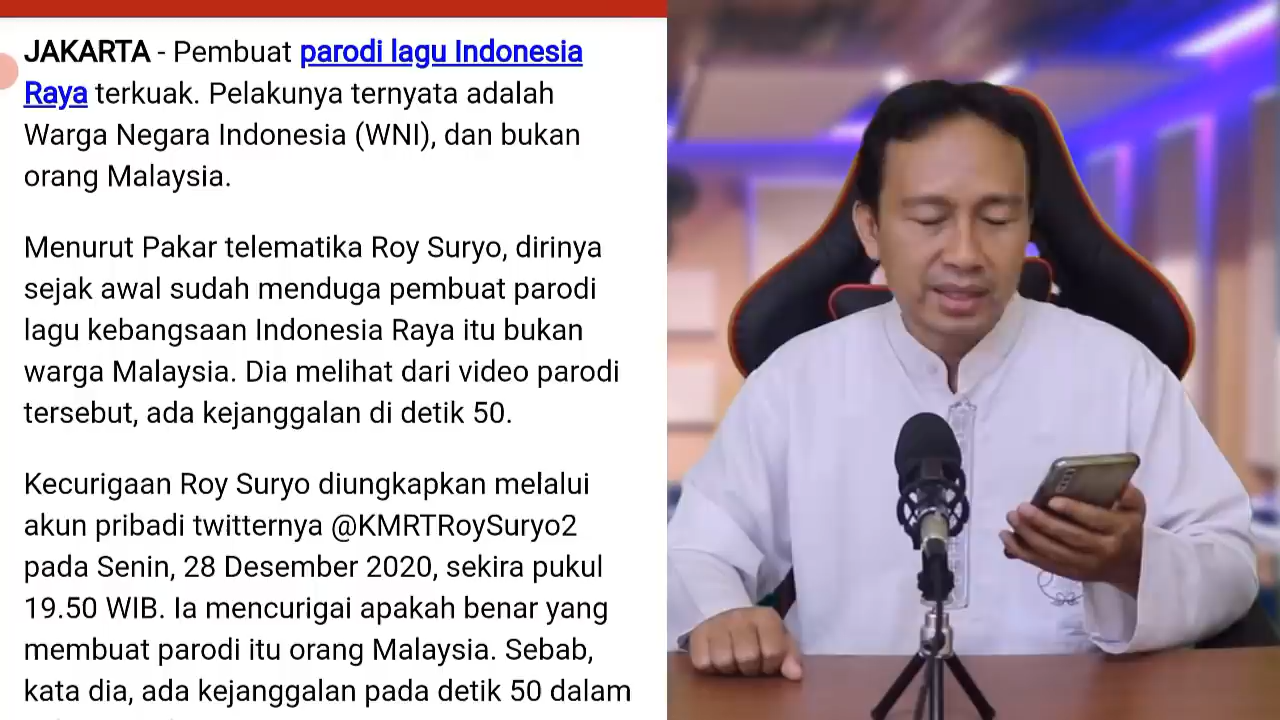 JAKARTA - Pembuat parodi lagu Indonesia
Raya terkuak. Pelakunya ternyata adalah
Warga Negara Indonesia (WNI), dan bukan
orang Malaysia.
Menurut Pakar telematika Roy Suryo, dirinya
sejak awal sudah menduga pembuat parodi
lagu kebangsaan Indonesia Raya itu bukan
warga Malaysia. Dia melihat dari video parodi
tersebut, ada kejanggalan di detik 50.
Kecurigaan Roy Suryo diungkapkan melalui
akun pribadi twitternya @KMRTRoySuryo2
pada Senin, 28 Desember 2020, sekira pukul
19.50 WIB. Ia mencurigai apakah benar yang
membuat parodi itu orang Malaysia. Sebab,
kata dia, ada kejanggalan pada detik 50 dalam